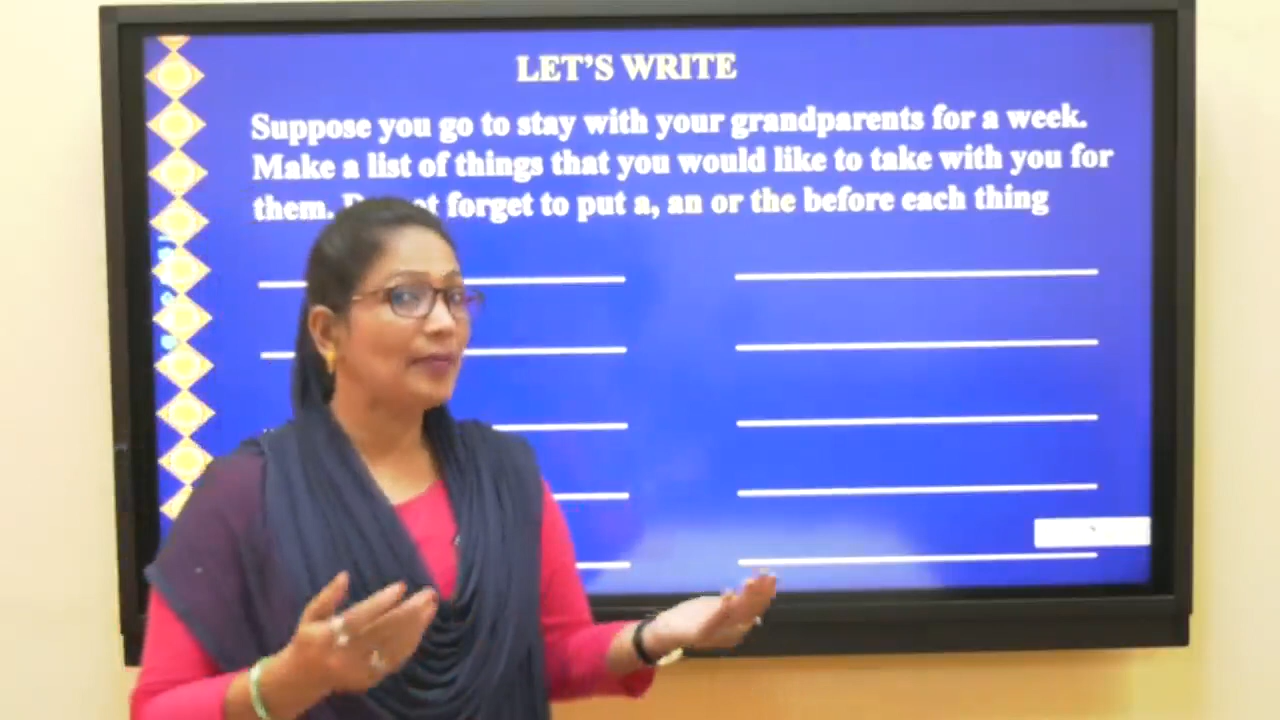 LET'S WRITE
Suppose you go to stay with your grandparents for a week.
Make a list of things that you would like to take with you for
them. forget to put a, an or the before each thing